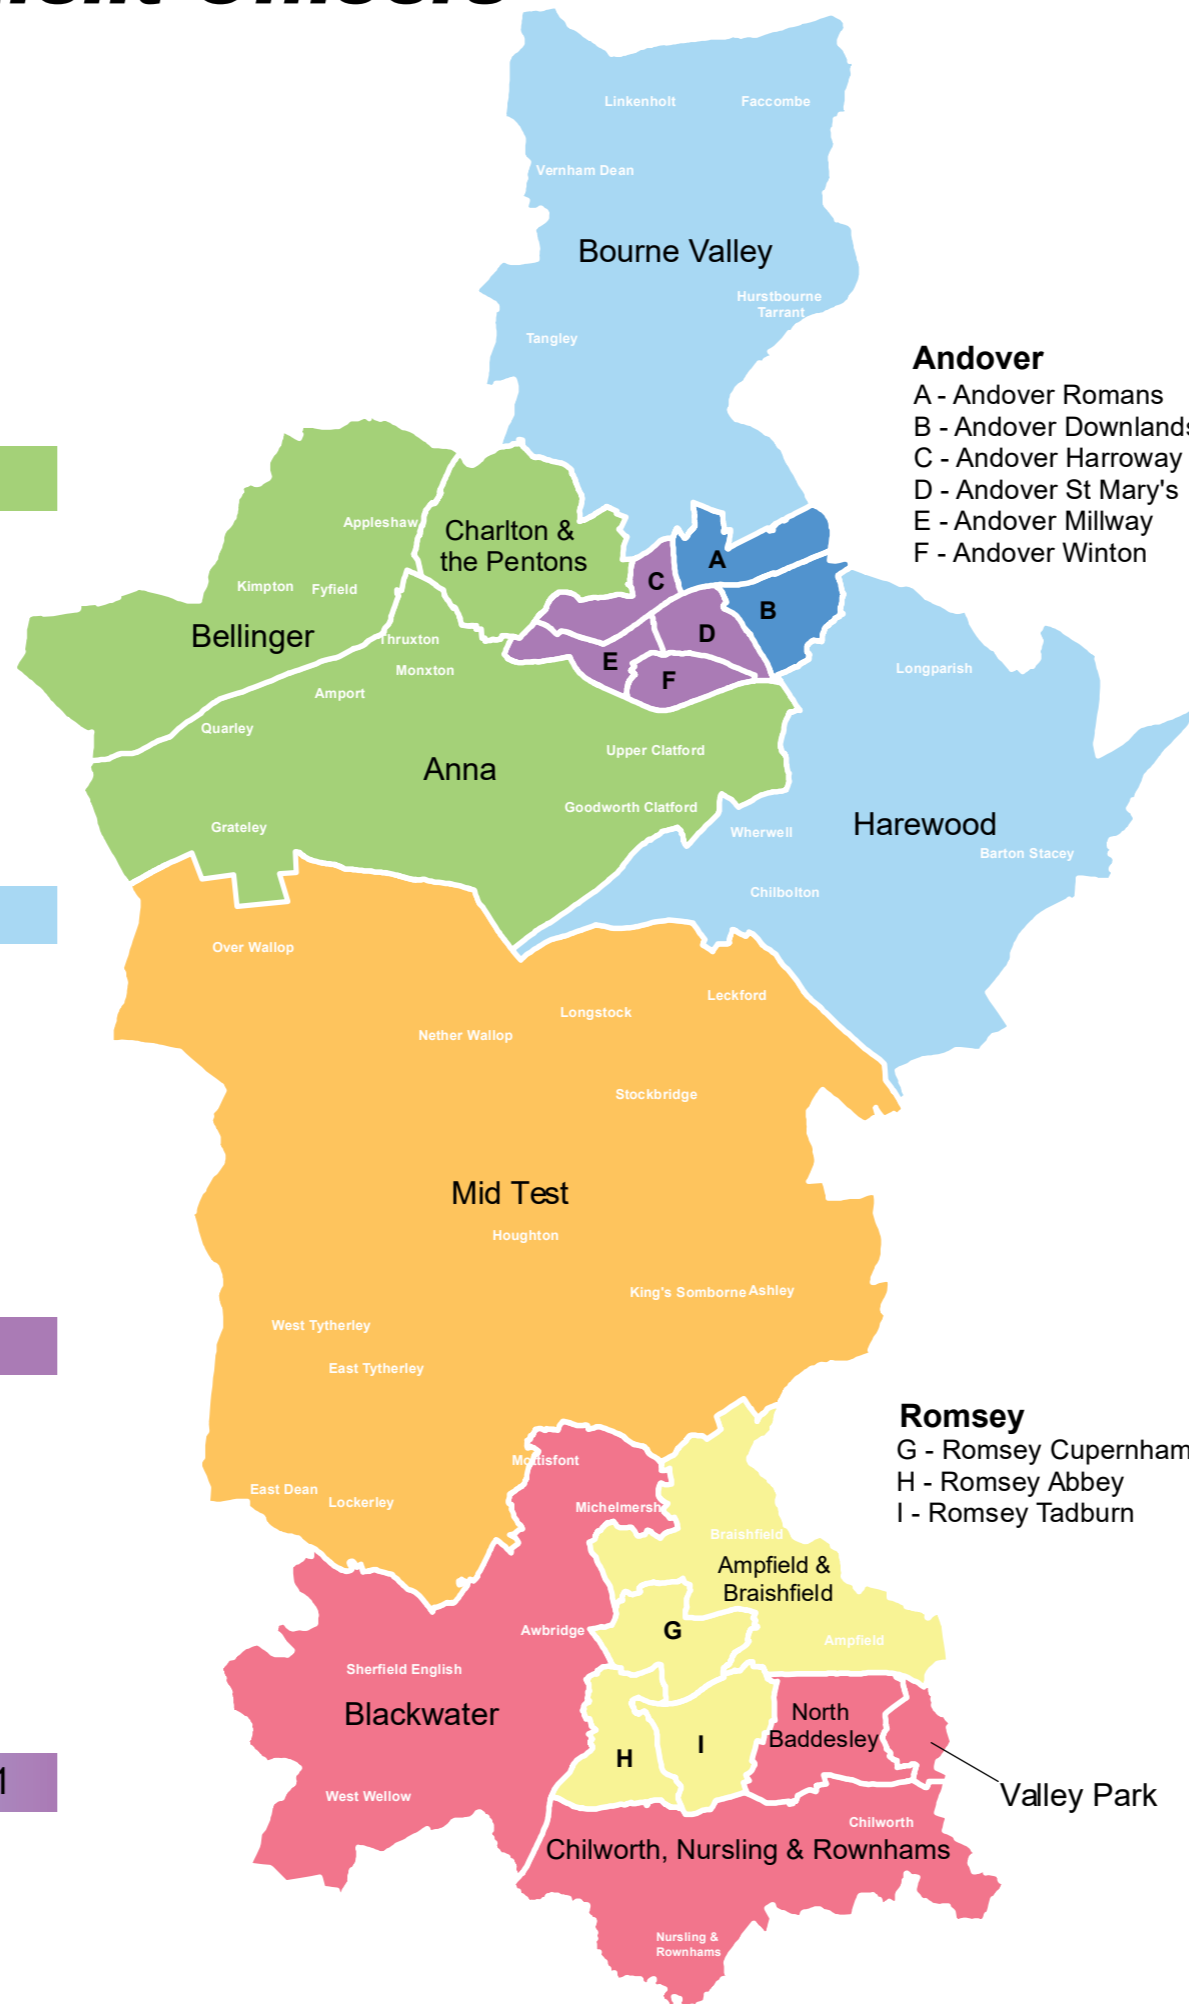 Linkenholt
Faccombe
Vernham Dean
Bourne Valley
Hurstbourne
Tarrant
Tangley
Andover
A - Andover Romans
B - Andover Downlands
C - Andover Harroway
D - Andover St Mary's
E - Andover Millway
F - Andover Winton
Appleshaw
Charlton &
the Pentons
A
C
Kimpton
Fyfield
B
Bellinger
Thruxton
D
E
Monxton
F
Longparish
Amport
Quarley
Upper Clatford
Anna
Goodworth Clatford
Grateley
Wherwell
Harewood
Barton Stacey
Chilbolton
Over Wallop
Leckford
Longstock
Nether Wallop
Stockbridge
Mid Test
Houghton
King's Somborne
Ashley
West Tytherley
East Tytherley
Romsey
G - Romsey Cupernham
H - Romsey Abbey
I - Romsey Tadburn
Mottisfont
East Dean
Lockerley
Michelmersh
Braishfield
Ampfield &
Braishfield
Awbridge
G
Ampfield
Sherfield English
Blackwater
North
Baddesley
H
I
1
Valley Park
West Wellow
Chilworth
Chilworth, Nursling & Rownhams
Nursling &
Rownhams